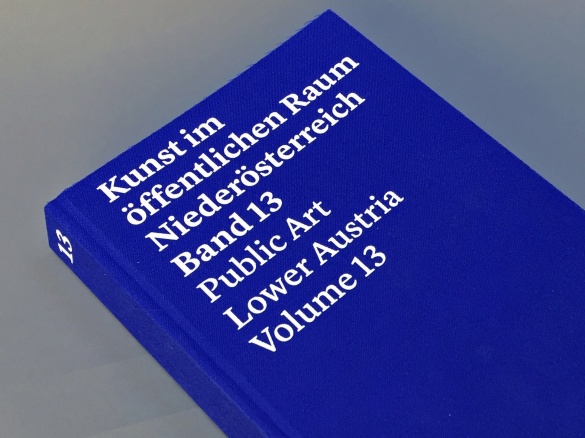 Kunst im
öffentlichen Raum
Niederösterreich
Band 13
Public Art
Lower Austria
Volume 13
13